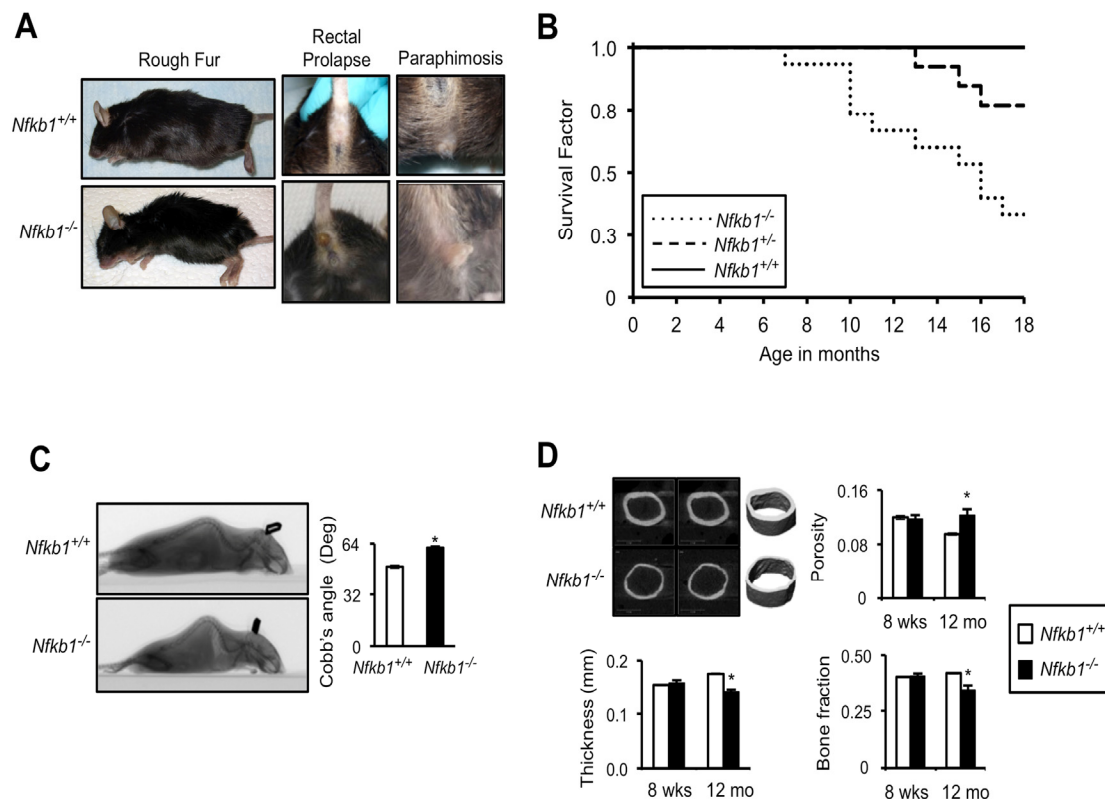 A
Rough Fur
Rectal
Prolapse
Paraphimosis
Nfkb1+/+
Nfkb1-/-
B
Survival Factor
1.0
0.8
0.5
0.3
0
Nfkb1-/-
Nfkb1+/-
Nfkb1+/+
0 2 4 6 8 10 12 14 16 18
Age in months
C
Nfkb1+/+
Nfkb1-/-
Cobb's angle (Deg)
64
32
0
*
Nfkb1+/+ Nfkb1-/-
D
Nfkb1+/+
Nfkb1-/-
Porosity
0.16
0.08
0
*
8 wks 12 mo
Thickness (mm)
0.2
0.1
0.0
*
8 wks 12 mo
Bone fraction
0.50
0.25
0
*
8 wks 12 mo
Nfkb1+/+
Nfkb1-/-